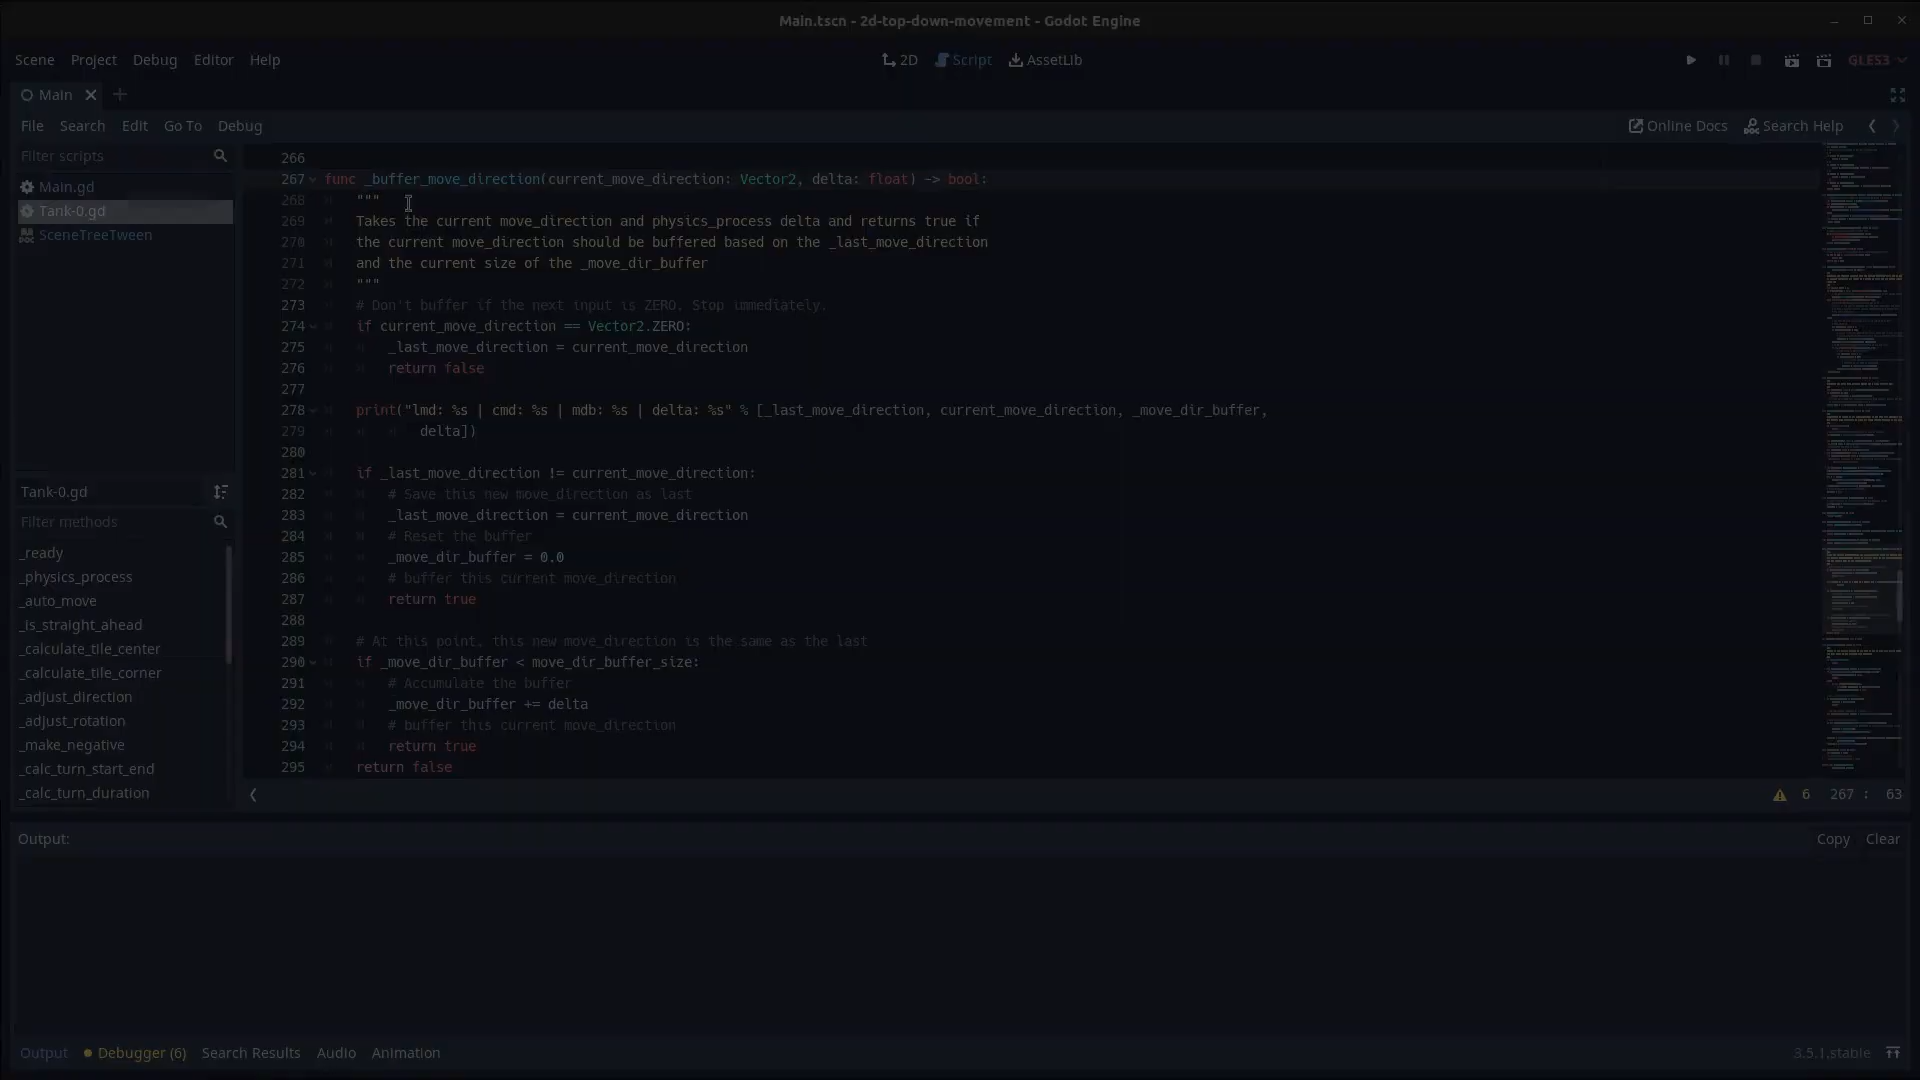 Main.tscn - 2d-top-down-movement - Godot Engine
Scene Project Debug Editor Help
2D Script AssetLib
GLES3
Main
File Search Edit Go To Debug
Online Docs Search Help
Filter scripts
Main.gd
Tank-0.gd
SceneTreeTween
Tank-0.gd
Filter methods
_ready
_physics_process
_auto_move
_is_straight_ahead
_calculate_tile_center
_calculate_tile_corner
_adjust_direction
_adjust_rotation
_make_negative
_calc_turn_start_end
_calc_turn_duration
266
267 func _buffer_move_direction(current_move_direction: Vector2, delta: float) -> bool:
268 """
269 Takes the current move_direction and physics_process delta and returns true if
270 the current move_direction should be buffered based on the _last_move_direction
271 and the current size of the _move_dir_buffer
272 """
273 # Don't buffer if the next input is ZERO. Stop immediately.
274 if current_move_direction == Vector2.ZERO:
275 _last_move_direction = current_move_direction
276 return false
277
278 print("lmd: %s | cmd: %s | mdb: %s | delta: %s" % [_last_move_direction, current_move_direction, _move_dir_buffer,
279 delta])
280
281 if _last_move_direction != current_move_direction:
282 # Save this new move_direction as last
283 _last_move_direction = current_move_direction
284 # Reset the buffer
285 _move_dir_buffer = 0.0
286 # buffer this current move_direction
287 return true
288
289 # At this point, this new move_direction is the same as the last
290 if _move_dir_buffer < move_dir_buffer_size:
291 # Accumulate the buffer
292 _move_dir_buffer += delta
293 # buffer this current move_direction
294 return true
295 return false
6 267 : 63
Output:
Copy Clear
Output Debugger (6) Search Results Audio Animation
3.5.1.stable